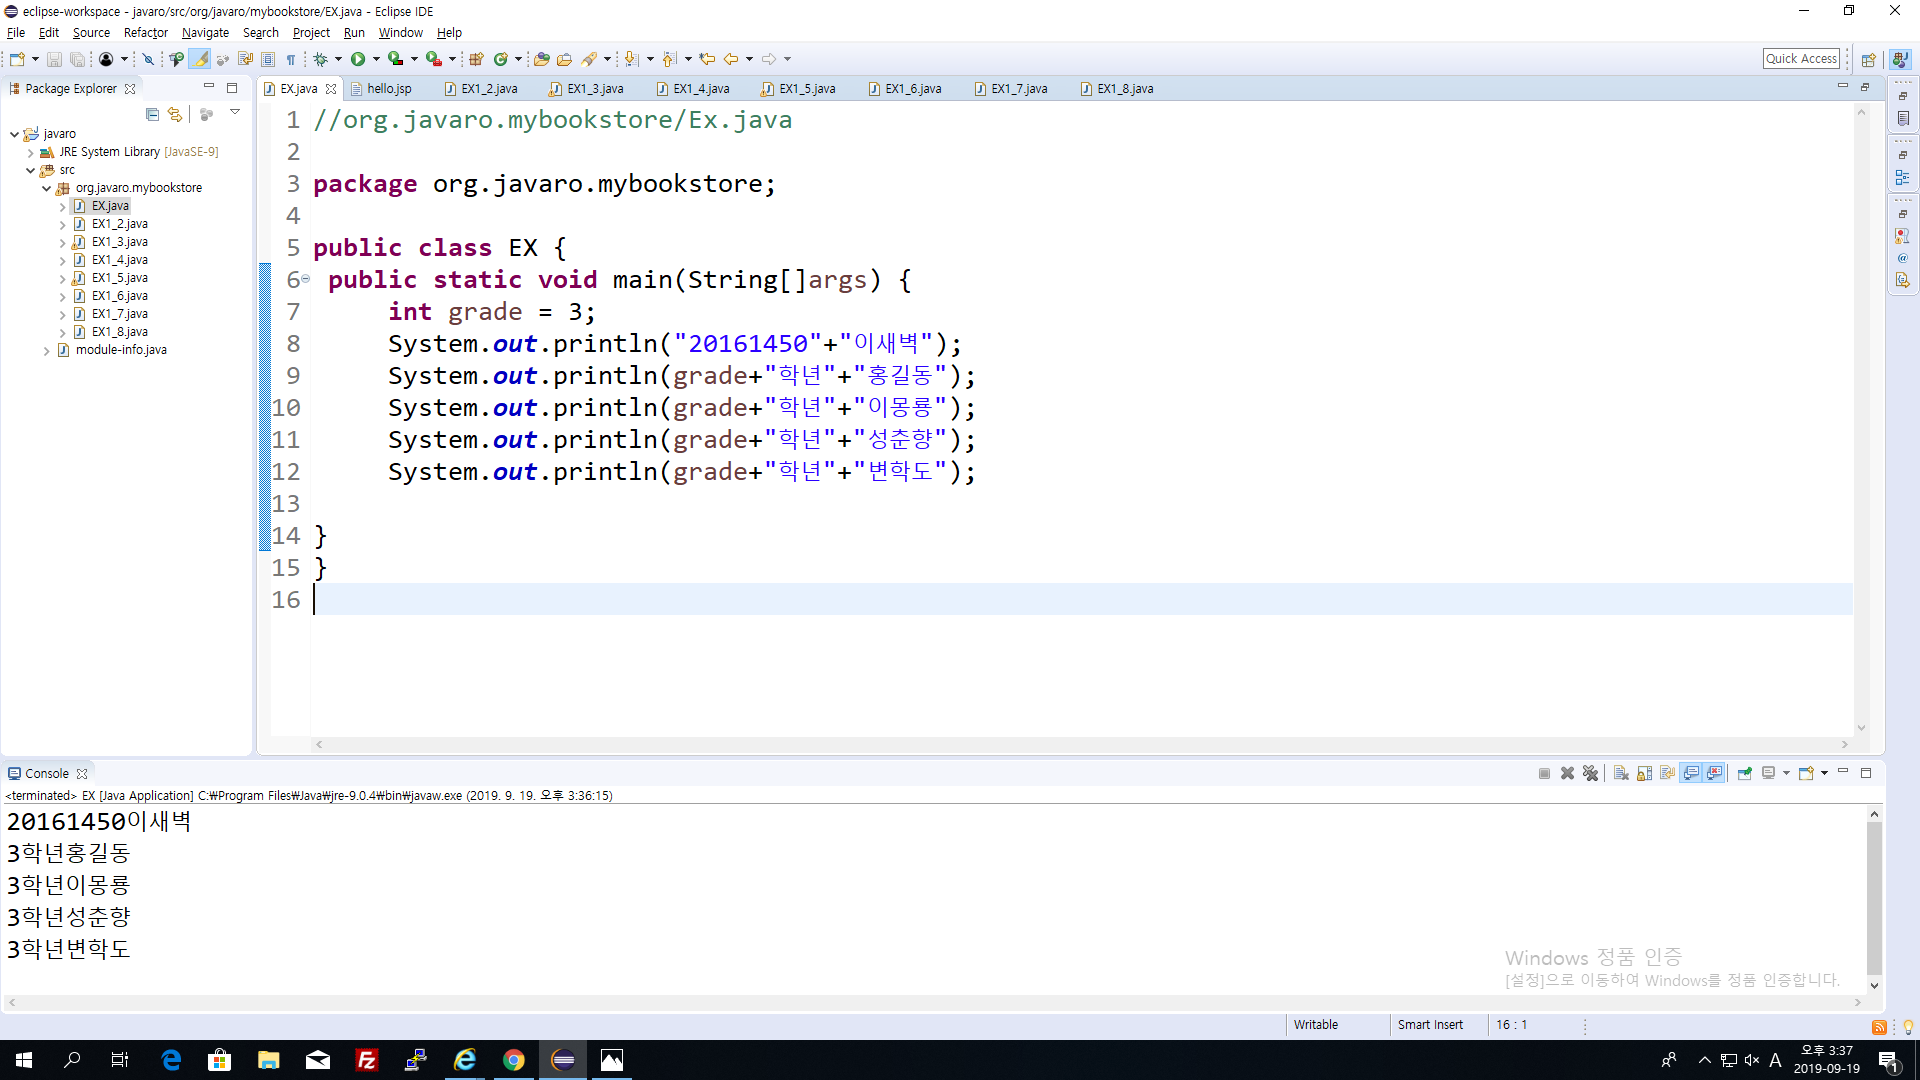 eclipse-workspace - javaro/src/org/javaro/mybookstore/EX.java - Eclipse IDE
File Edit Source Refactor Navigate Search Project Run Window Help
Quick Access
Package Explorer
EX.java hello.jsp EX1_2.java EX1_3.java EX1_4.java EX1_5.java EX1_6.java EX1_7.java EX1_8.java
javaro
JRE System Library [JavaSE-9]
src
org.javaro.mybookstore
EX.java
EX1_2.java
EX1_3.java
EX1_4.java
EX1_5.java
EX1_6.java
EX1_7.java
EX1_8.java
module-info.java
1 //org.javaro.mybookstore/Ex.java
2
3 package org.javaro.mybookstore;
4
5 public class EX {
6 public static void main(String[]args) {
7 int grade = 3;
8 System.out.println("20161450"+"이새벽");
9 System.out.println(grade+"학년"+"홍길동");
10 System.out.println(grade+"학년"+"이몽룡");
11 System.out.println(grade+"학년"+"성춘향");
12 System.out.println(grade+"학년"+"변학도");
13
14 }
15 }
16
Console
<terminated> EX [Java Application] C:₩Program Files₩Java₩jre-9.0.4₩bin₩javaw.exe (2019. 9. 19. 오후 3:36:15)
20161450이새벽
3학년홍길동
3학년이몽룡
3학년성춘향
3학년변학도
Windows 정품 인증
[설정]으로 이동하여 Windows를 정품 인증합니다.
Writable Smart Insert 16 : 1
A 오후 3:37
2019-09-19
1